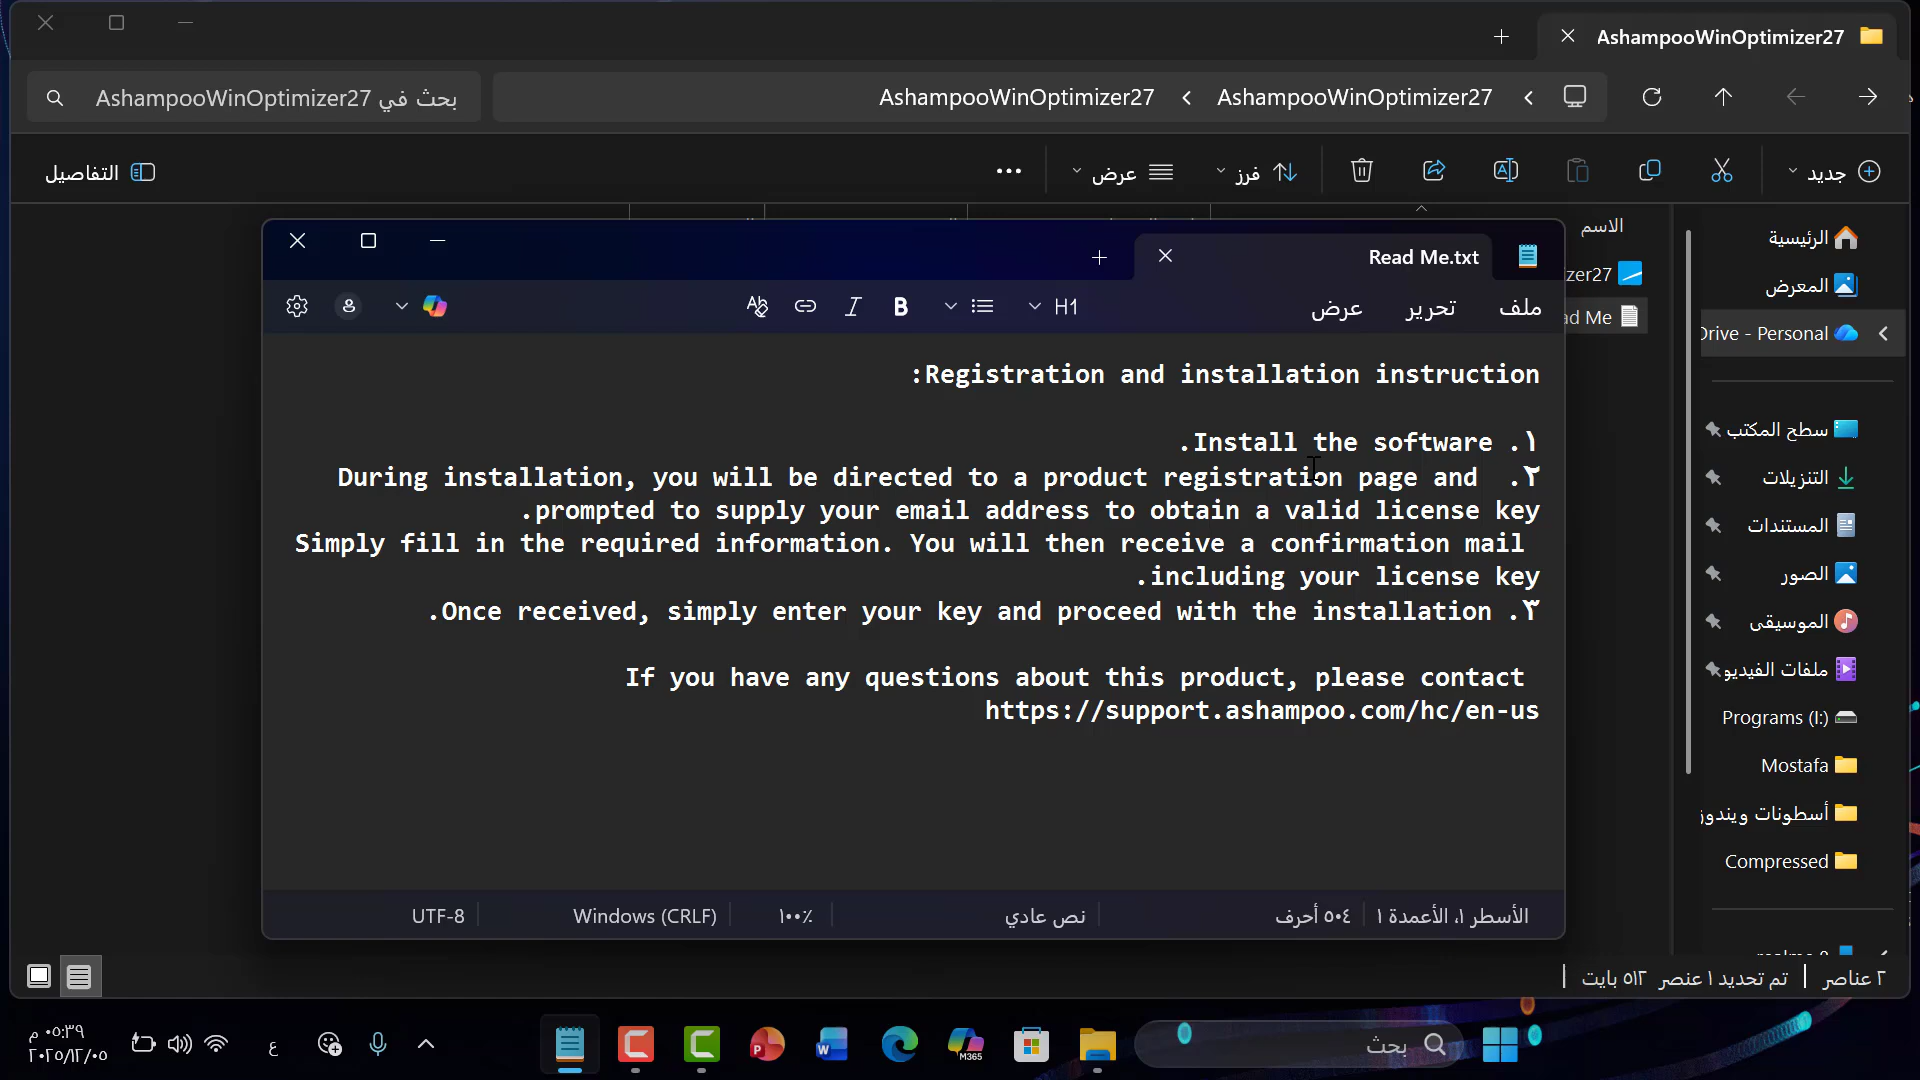 AshampooWinOptimizer27
AshampooWinOptimizer27
AshampooWinOptimizer27
بحث في AshampooWinOptimizer27
جديد
فرز
عرض
التفاصيل
الاسم
zer27
ad Me
Read Me.txt
ملف
تحرير
عرض
H1
Registration and installation instruction:
١. Install the software.
٢. During installation, you will be directed to a product registration page and
prompted to supply your email address to obtain a valid license key.
Simply fill in the required information. You will then receive a confirmation mail
including your license key.
٣. Once received, simply enter your key and proceed with the installation.
If you have any questions about this product, please contact
https://support.ashampoo.com/hc/en-us
الأسطر ١، الأعمدة ١
٥٠٤ أحرف
نص عادي
١٠٠٪
Windows (CRLF)
UTF-8
الرئيسية
المعرض
Drive - Personal
سطح المكتب
التنزيلات
المستندات
الصور
الموسيقى
ملفات الفيديو
Programs (I:)
Mostafa
أسطوانات ويندوز
Compressed
٢ عناصر
تم تحديد ١ عنصر ٥١٢ بايت
بحث
M365
ع
٠٥:٣٩ م
٢٠٢٥/١٢/٠٥